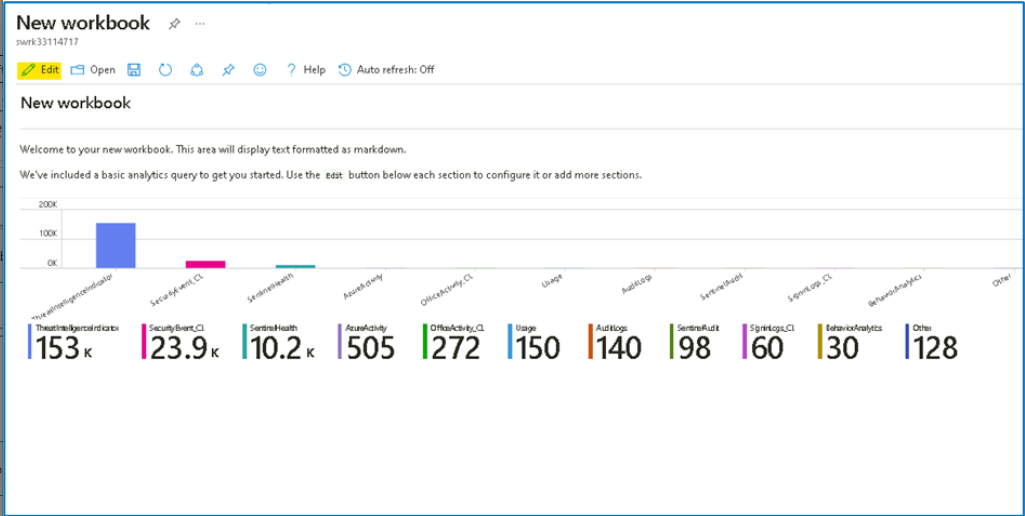 New workbook
swrk33114717
Edit Open Help Auto refresh: Off
New workbook
Welcome to your new workbook. This area will display text formatted as markdown.
We've included a basic analytics query to get you started. Use the Edit button below each section to configure it or add more sections.
200K
100K
0K
ThreatIntelligenceIndicator SecurityEvent_CL SentinelHealth AzureActivity OfficeActivity_CL Usage AuditLogs SentinelAudit SigninLogs_CL BehaviorAnalytics Other
ThreatIntelligenceIndicator SecurityEvent_CL SentinelHealth AzureActivity OfficeActivity_CL Usage AuditLogs SentinelAudit SigninLogs_CL BehaviorAnalytics Other
153 K 23.9 K 10.2 K 505 272 150 140 98 60 30 128